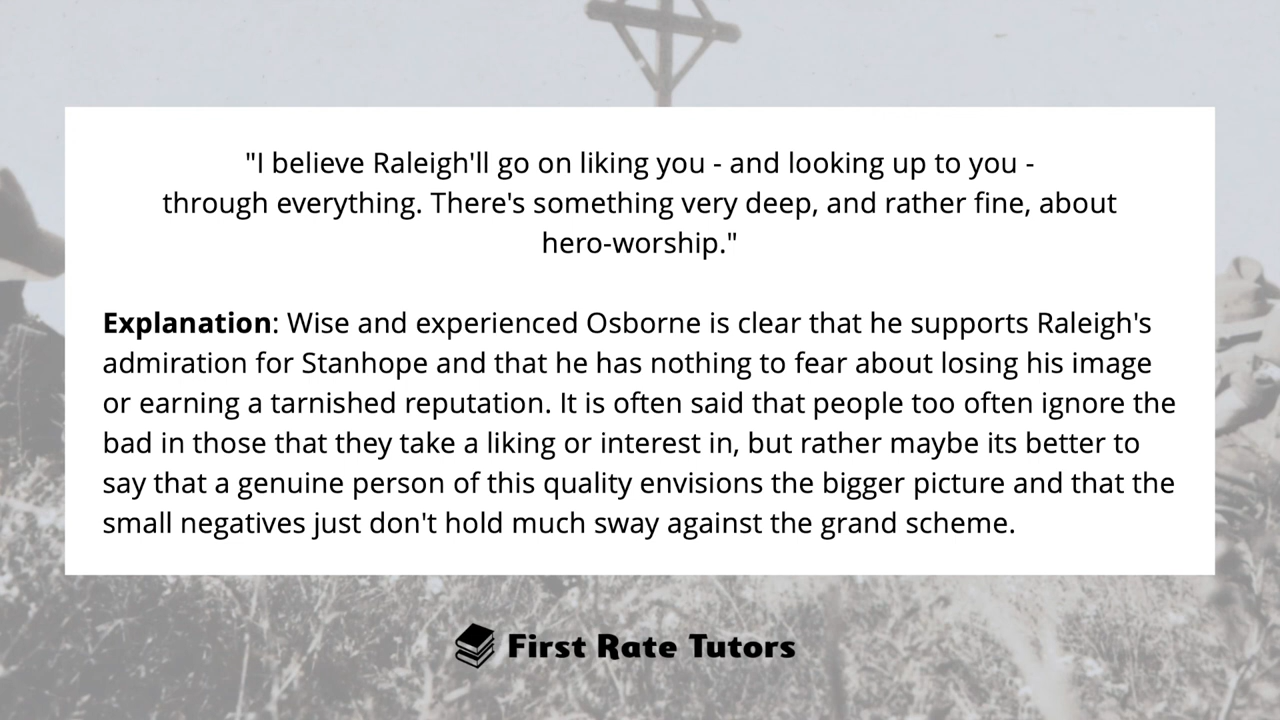 "I believe Raleigh'll go on liking you - and looking up to you -
through everything. There's something very deep, and rather fine, about
hero-worship."
Explanation: Wise and experienced Osborne is clear that he supports Raleigh's
admiration for Stanhope and that he has nothing to fear about losing his image
or earning a tarnished reputation. It is often said that people too often ignore the
bad in those that they take a liking or interest in, but rather maybe its better to
say that a genuine person of this quality envisions the bigger picture and that the
small negatives just don't hold much sway against the grand scheme.
First Rate Tutors